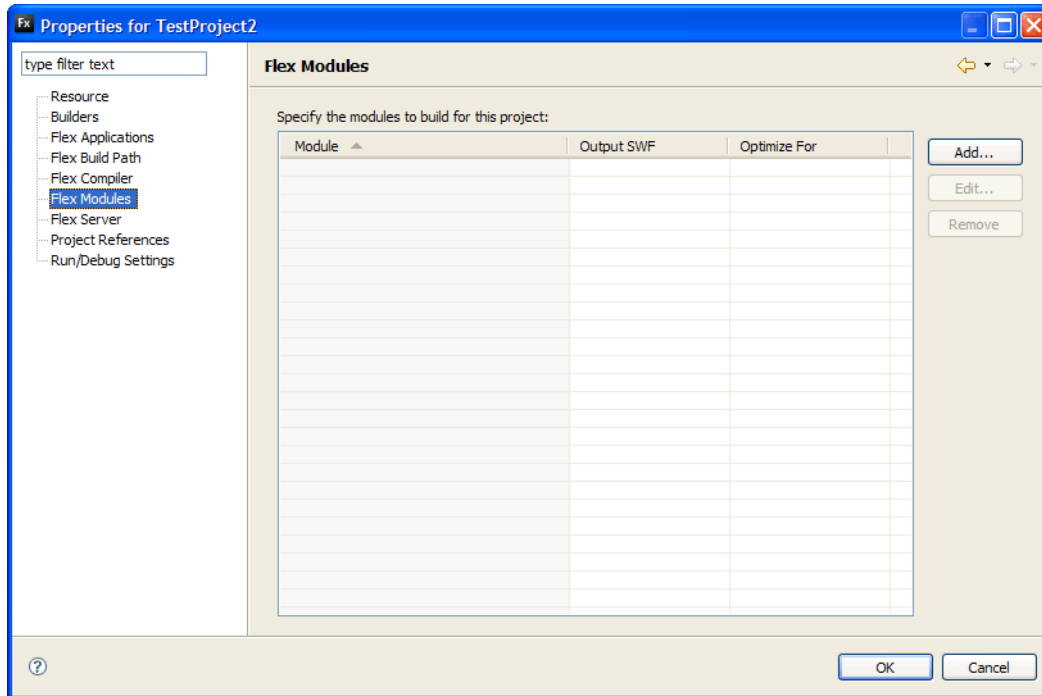 Fx Properties for TestProject2
type filter text
Resource
Builders
Flex Applications
Flex Build Path
Flex Compiler
Flex Modules
Flex Server
Project References
Run/Debug Settings
Flex Modules
Specify the modules to build for this project:
Module Output SWF Optimize For
Add...
Edit...
Remove
?
OK Cancel